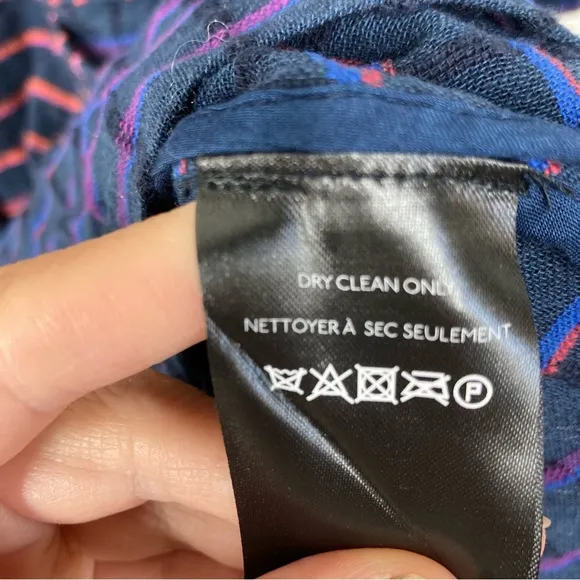 DRY CLEAN ONLY
NETTOYER À SEC SEULEMENT
P